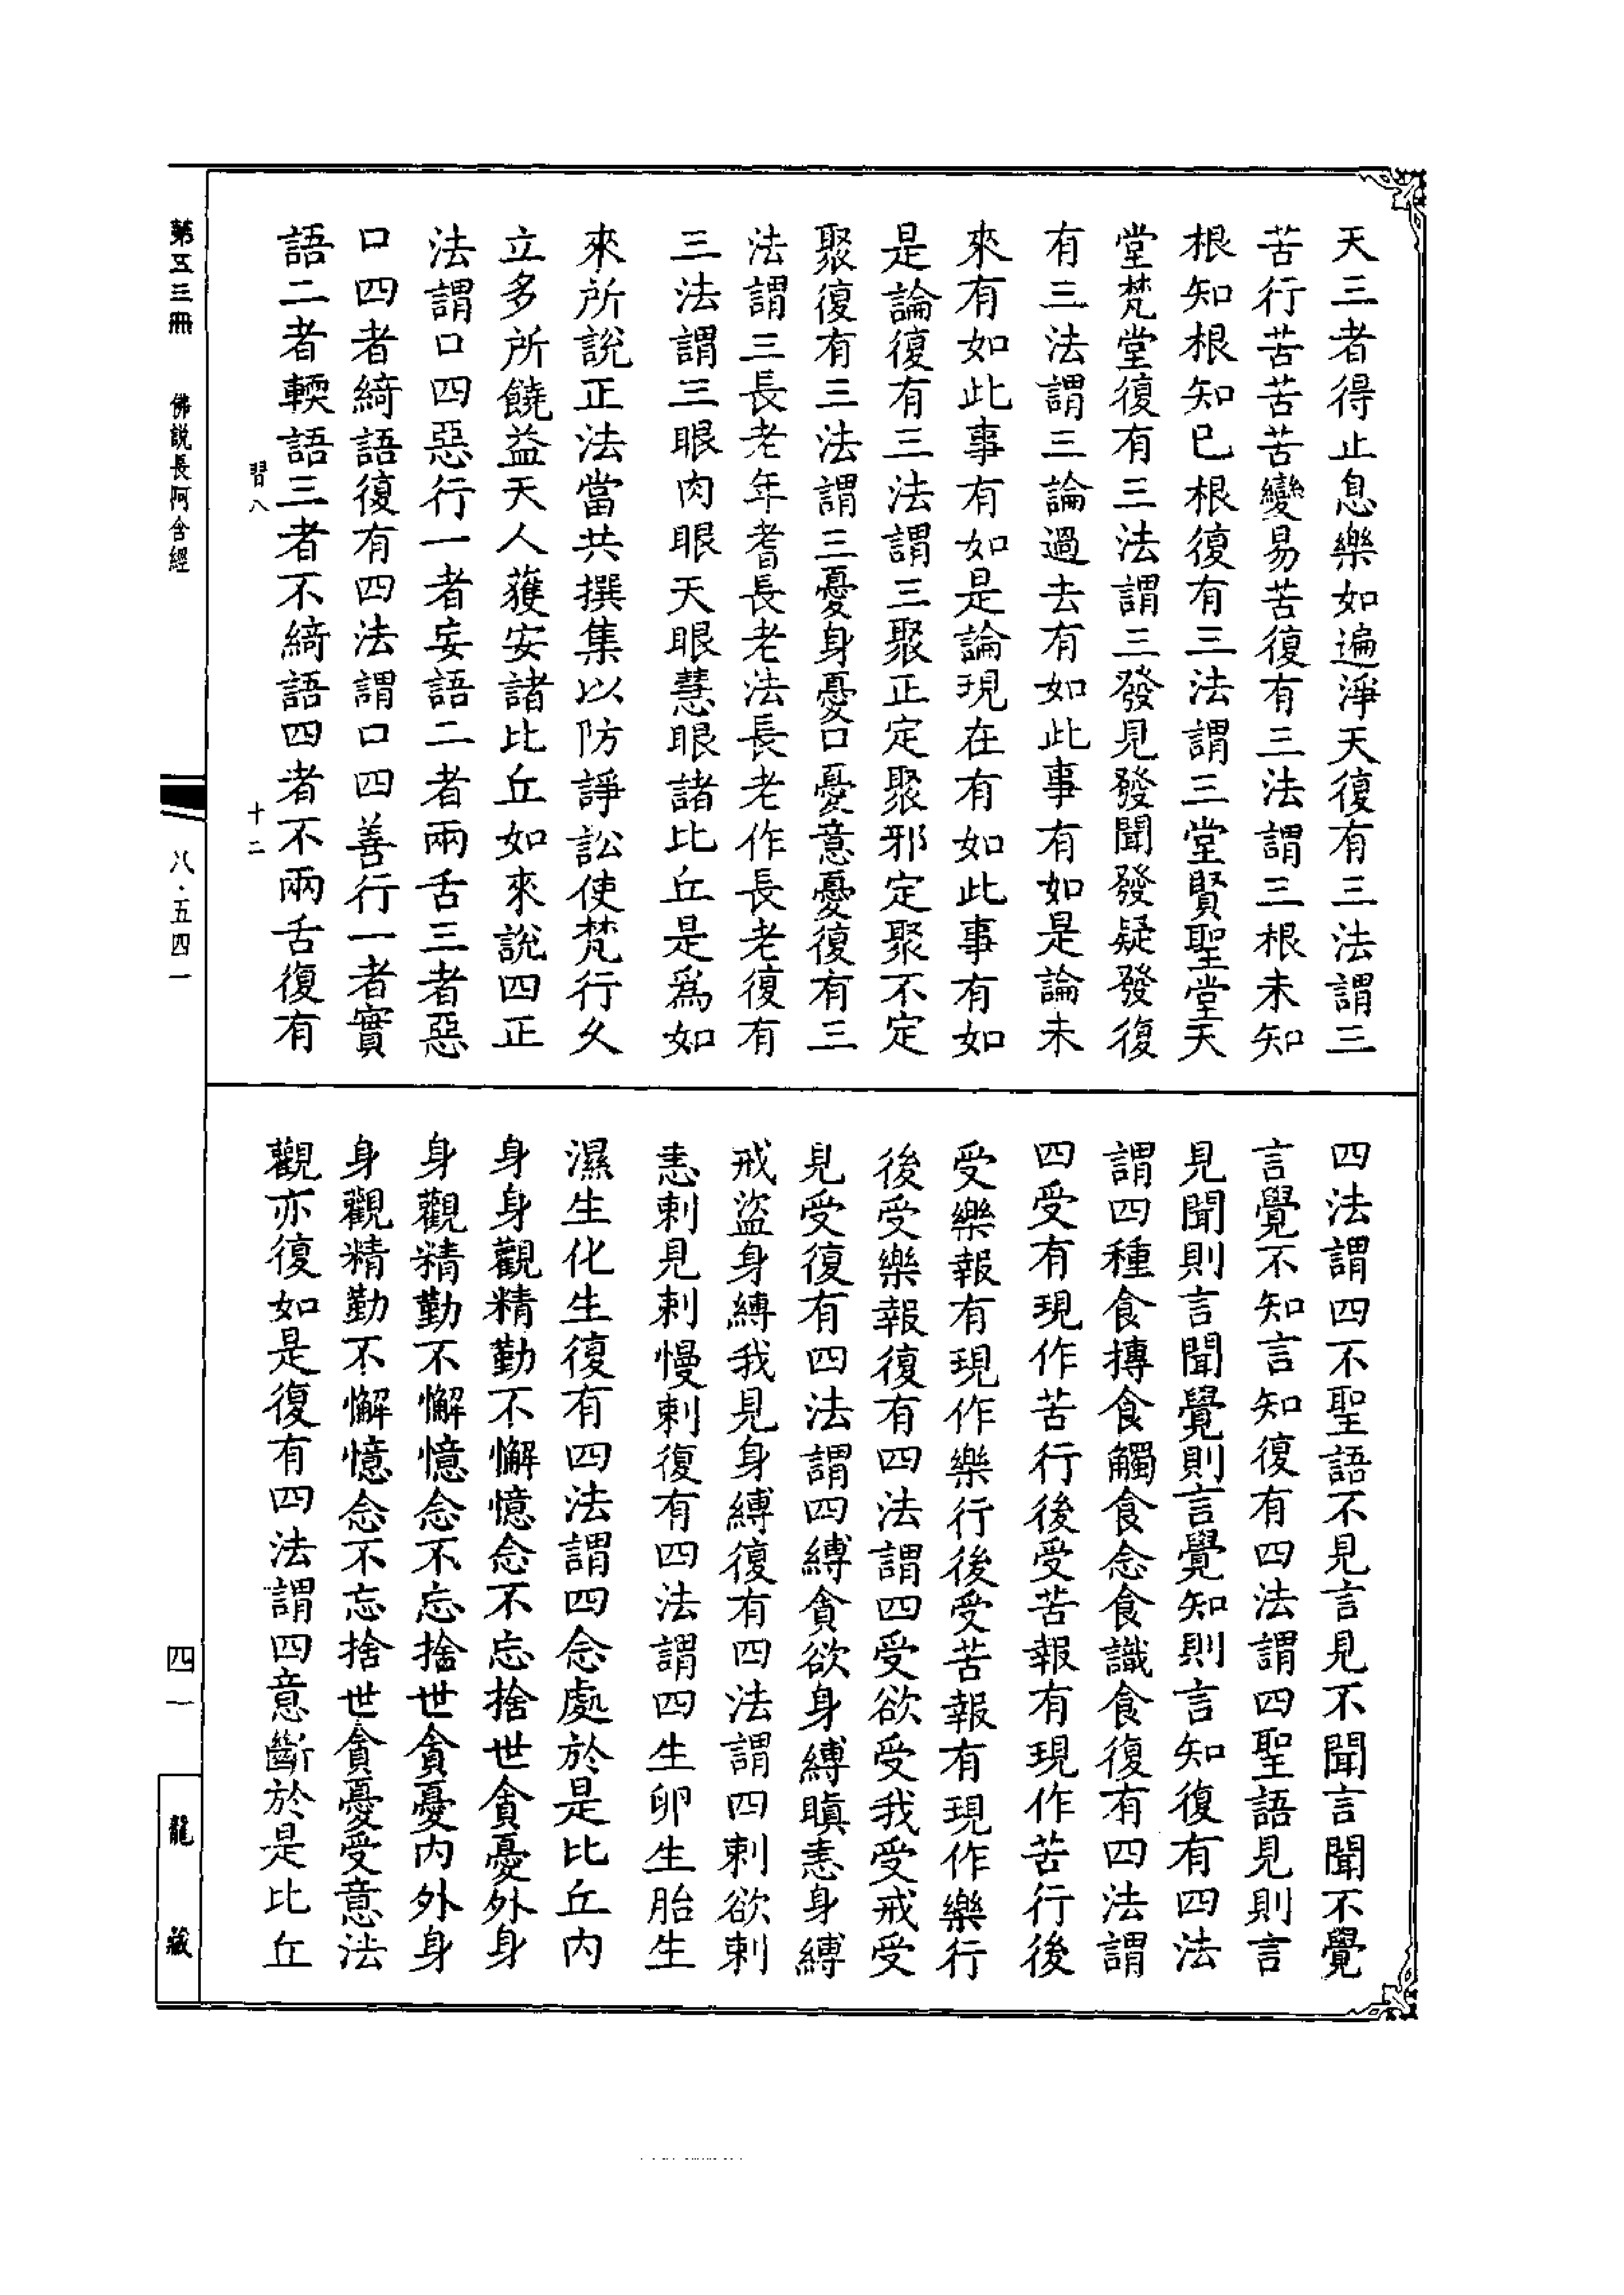 天三者得止息樂如遍淨天復有三法謂三
苦行苦苦苦變易苦復有三法謂三根未知
根知根知已根復有三法謂三堂賢聖堂天
堂梵堂復有三法謂三發見發聞發疑發復
有三法謂三論過去有如此事有如是論未
來有如此事有如是論現在有如此事有如
是論復有三法謂三聚正定聚邪定聚不定
聚復有三法謂三憂身憂口憂意憂復有三
法謂三長老年耆長老法長老作長老復有
三法謂三眼肉眼天眼慧眼諸比丘是爲如
來所說正法當共撰集以防諍訟使梵行久
立多所饒益天人獲安諸比丘如來說四正
法謂口四惡行一者妄語二者兩舌三者惡
口四者綺語復有四法謂口四善行一者實
語二者輭語三者不綺語四者不兩舌復有
習八
十二
四法謂四不聖語不見言見不聞言聞不覺
言覺不知言知復有四法謂四聖語見則言
見聞則言聞覺則言覺知則言知復有四法
謂四種食摶食觸食念食識食復有四法謂
四受有現作苦行後受苦報有現作苦行後
受樂報有現作樂行後受苦報有現作樂行
後受樂報復有四法謂四受欲受我受戒受
見受復有四法謂四縛貪欲身縛瞋恚身縛
戒盜身縛我見身縛復有四法謂四刺欲刺
恚刺見刺慢刺復有四法謂四生卵生胎生
濕生化生復有四法謂四念處於是比丘內
身身觀精勤不懈憶念不忘捨世貪憂外身
身觀精勤不懈憶念不忘捨世貪憂內外身
身觀精勤不懈憶念不忘捨世貪憂受意法
觀亦復如是復有四法謂四意斷於是比丘
第五三冊
佛說長阿含經
八·五四一
四一
龍藏